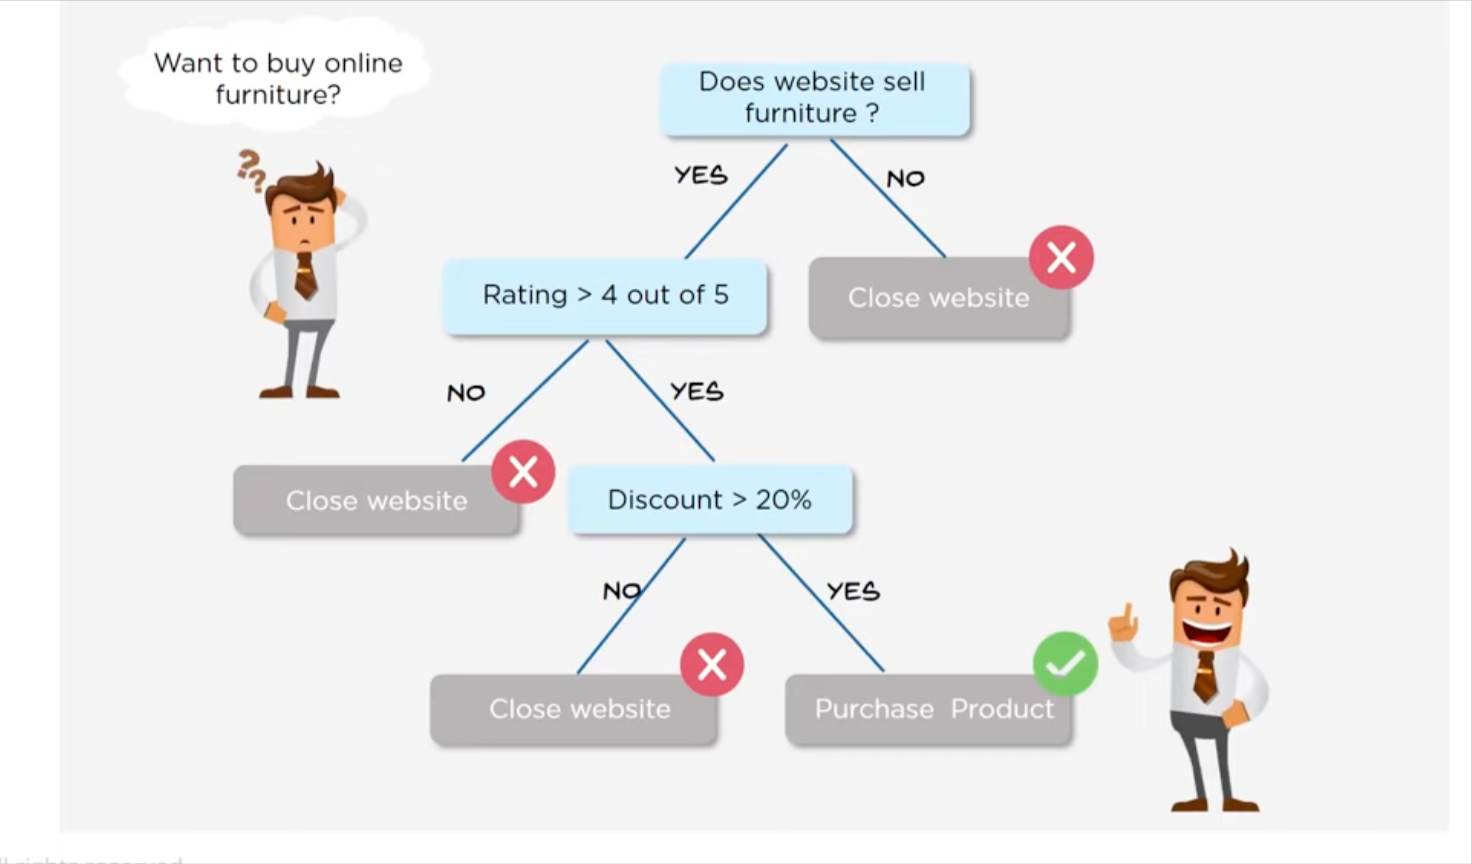 Want to buy online
furniture?
??
Does website sell
furniture ?
YES
NO
Rating > 4 out of 5
Close website
NO
YES
Close website
Discount > 20%
NO
YES
Close website
Purchase Product